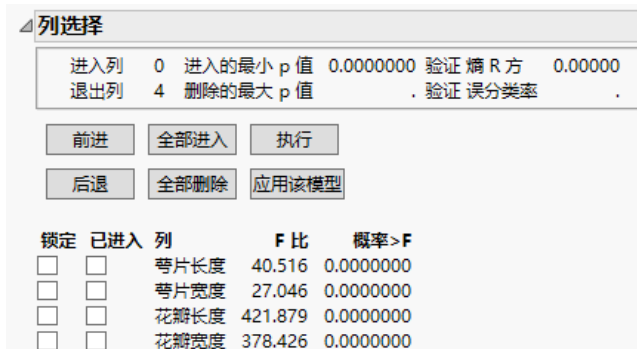 列选择
进入列 0 进入的最小 p 值 0.0000000 验证 熵 R 方 0.00000
退出列 4 删除的最大 p 值 . 验证 误分类率 .
前进 全部进入 执行
后退 全部删除 应用该模型
锁定 已进入 列 F 比 概率>F
萼片长度 40.516 0.0000000
萼片宽度 27.046 0.0000000
花瓣长度 421.879 0.0000000
花瓣宽度 378.426 0.0000000